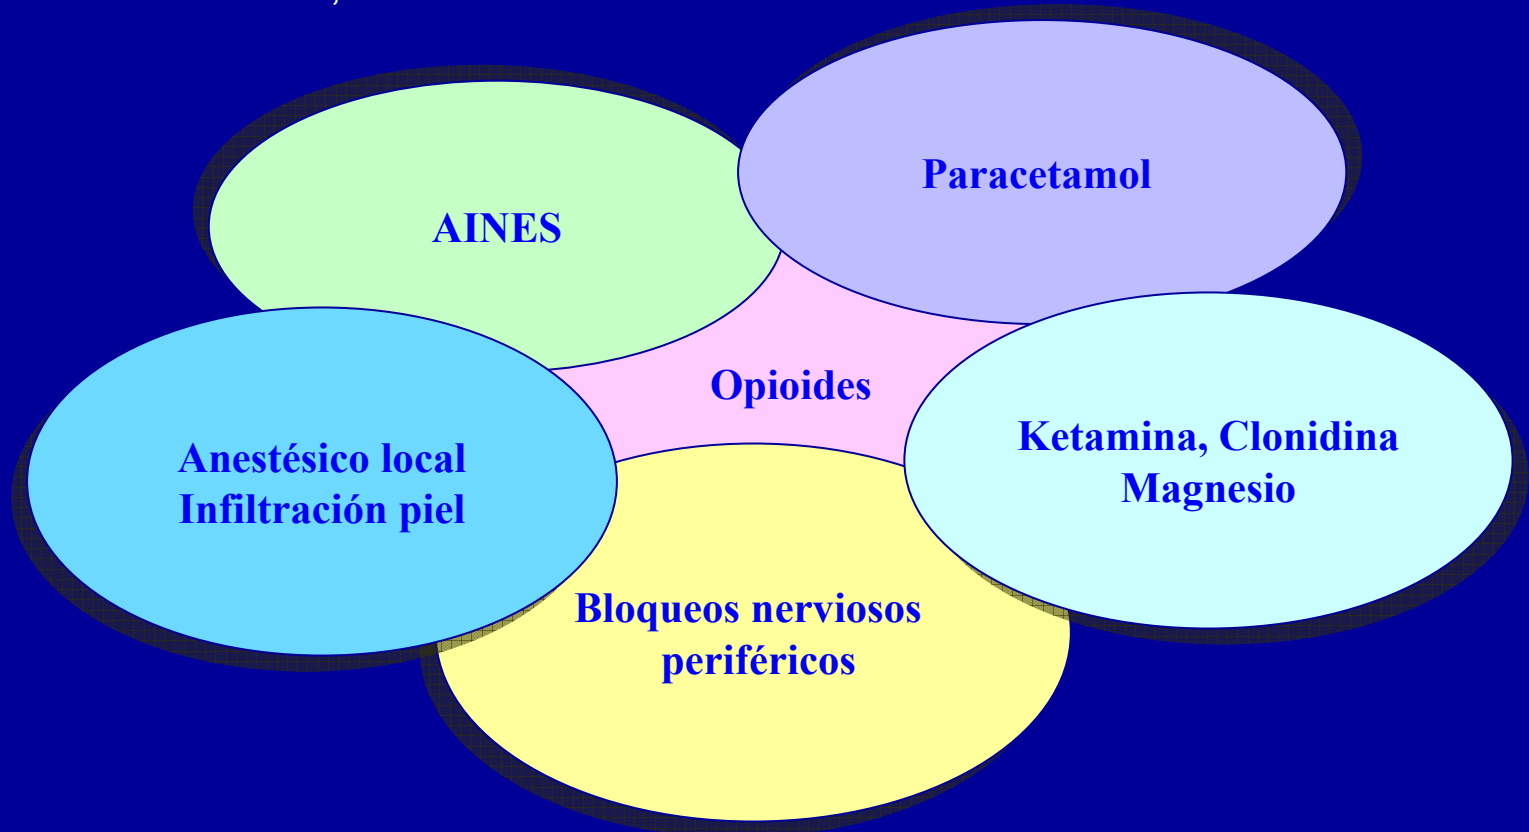 Paracetamol
AINES
Opioides
Ketamina, Clonidina
Magnesio
Anestésico local
Infiltración piel
Bloqueos nerviosos
periféricos